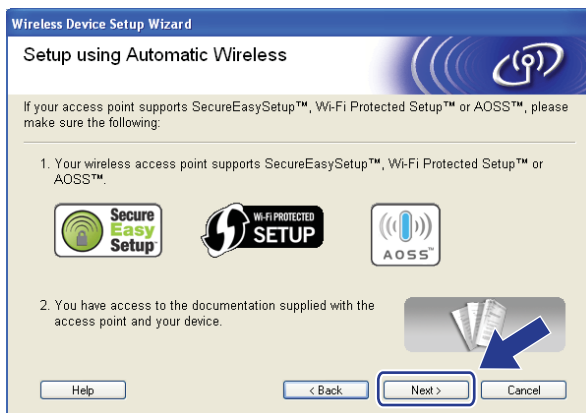 Wireless Device Setup Wizard
Setup using Automatic Wireless
If your access point supports SecureEasySetup™, Wi-Fi Protected Setup™ or AOSS™, please
make sure the following:
1. Your wireless access point supports SecureEasySetup™, Wi-Fi Protected Setup™ or
AOSS™.
Secure
Easy
Setup™
WI-FI PROTECTED
SETUP
AOSS™
2. You have access to the documentation supplied with the
access point and your device.
Help
< Back
Next >
Cancel